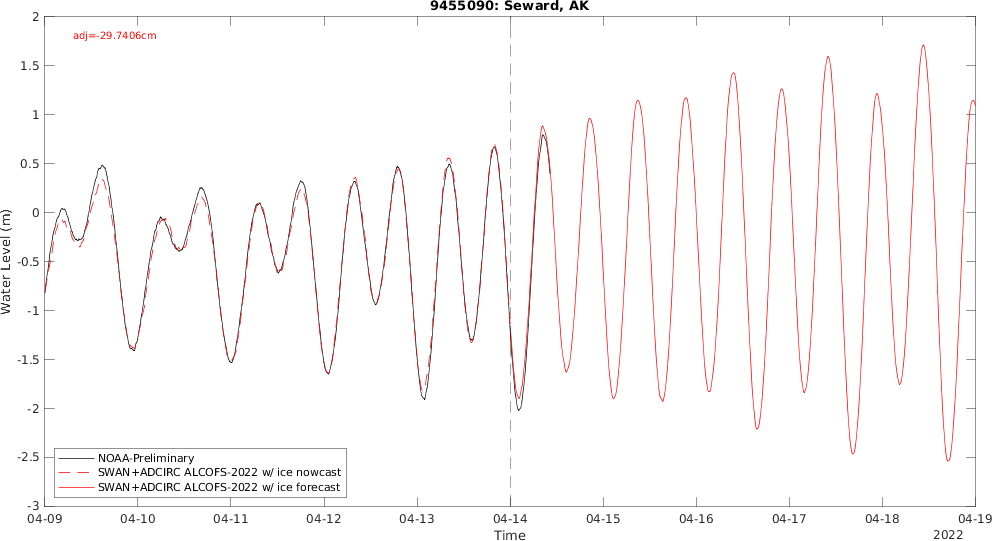 9455090: Seward, AK
adj=-29.7406cm
2
1.5
1
0.5
0
-0.5
-1
-1.5
-2
-2.5
-3
Water Level (m)
NOAA-Preliminary
SWAN+ADCIRC ALCOFS-2022 w/ ice nowcast
SWAN+ADCIRC ALCOFS-2022 w/ ice forecast
04-09 04-10 04-11 04-12 04-13 04-14 04-15 04-16 04-17 04-18 04-19
Time
2022